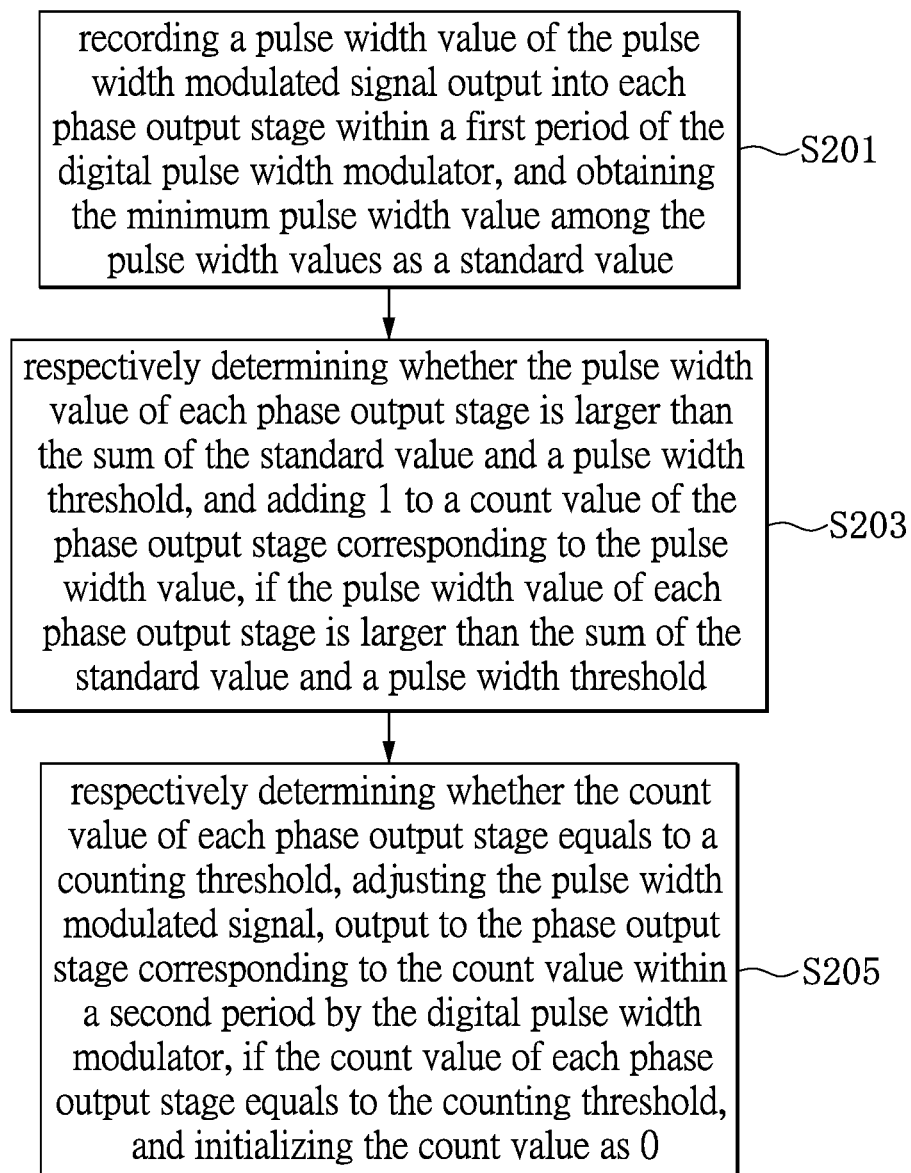 recording a pulse width value of the pulse
width modulated signal output into each
phase output stage within a first period of the
digital pulse width modulator, and obtaining
the minimum pulse width value among the
pulse width values as a standard value
S201
respectively determining whether the pulse width
value of each phase output stage is larger than
the sum of the standard value and a pulse width
threshold, and adding 1 to a count value of the
phase output stage corresponding to the pulse
width value, if the pulse width value of each
phase output stage is larger than the sum of the
standard value and a pulse width threshold
S203
respectively determining whether the count
value of each phase output stage equals to a
counting threshold, adjusting the pulse width
modulated signal, output to the phase output
stage corresponding to the count value within
a second period by the digital pulse width
modulator, if the count value of each phase
output stage equals to the counting threshold,
and initializing the count value as 0
S205